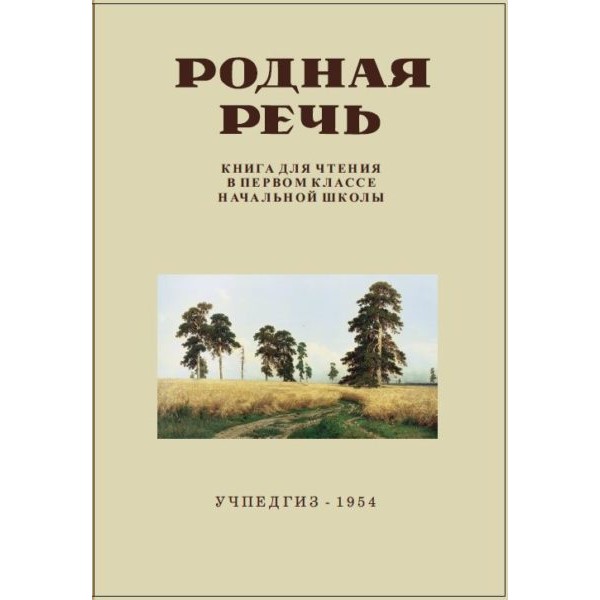 РОДНАЯ
РЕЧЬ
КНИГА ДЛЯ ЧТЕНИЯ
В ПЕРВОМ КЛАССЕ
НАЧАЛЬНОЙ ШКОЛЫ
УЧПЕДГИЗ - 1954